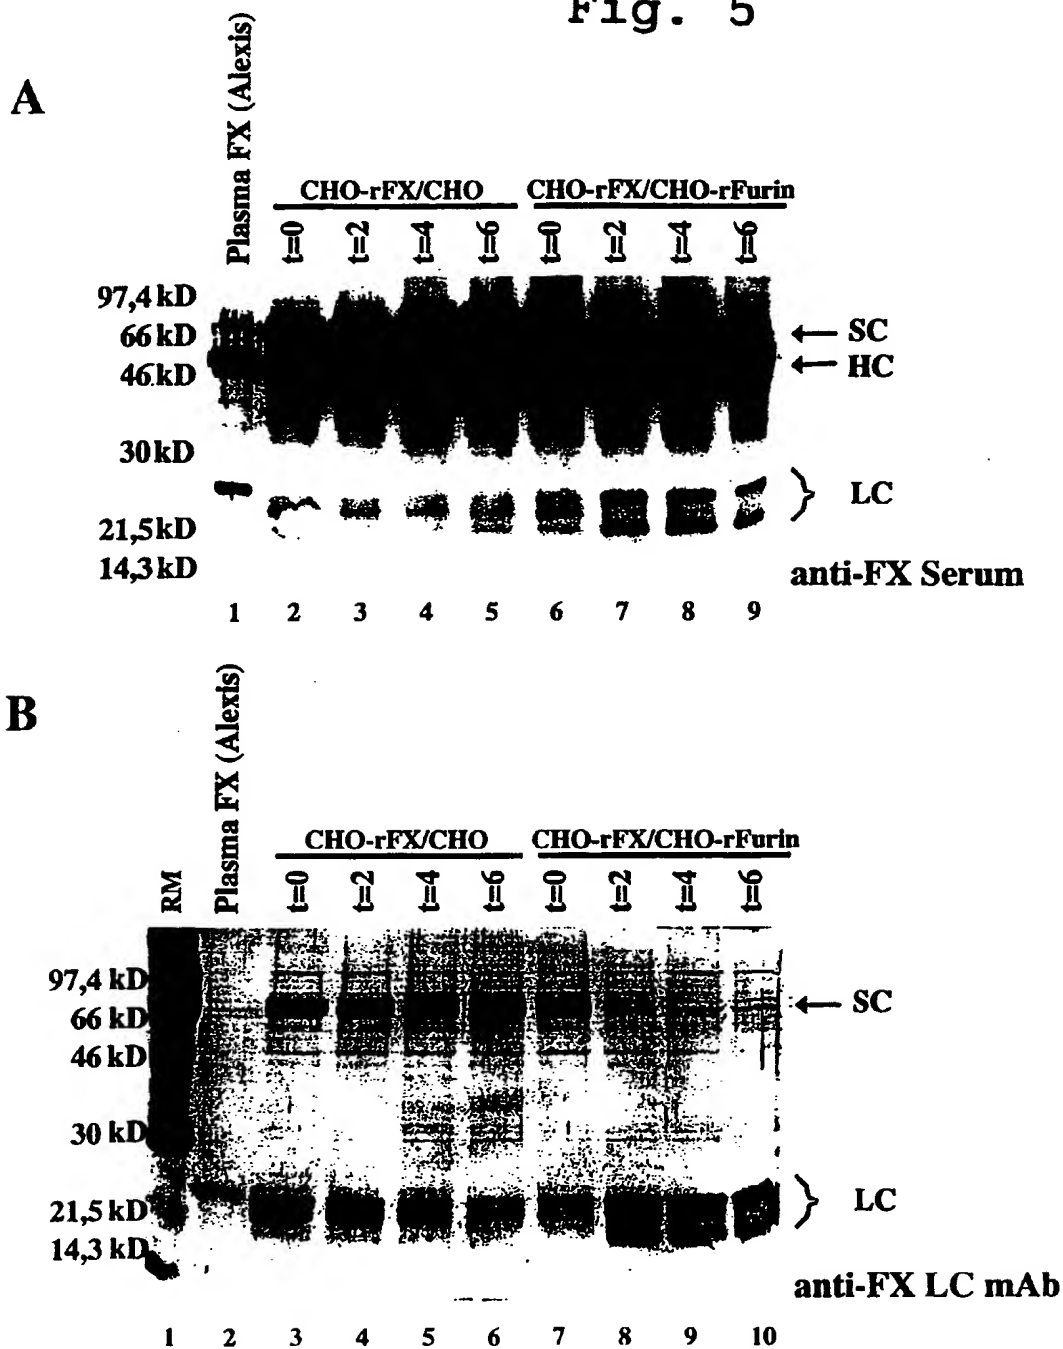 Fig. 5
A
Plasma FX (Alexis)
CHO-rFX/CHO
CHO-rFX/CHO-rFurin
t=0
t=2
t=4
t=6
t=0
t=2
t=4
t=6
97,4 kD
66 kD
46 kD
30 kD
21,5 kD
14,3 kD
SC
HC
LC
anti-FX Serum
1 2 3 4 5 6 7 8 9
B
RM
Plasma FX (Alexis)
CHO-rFX/CHO
CHO-rFX/CHO-rFurin
t=0
t=2
t=4
t=6
t=0
t=2
t=4
t=6
97,4 kD
66 kD
46 kD
30 kD
21,5 kD
14,3 kD
SC
LC
anti-FX LC mAb
1 2 3 4 5 6 7 8 9 10